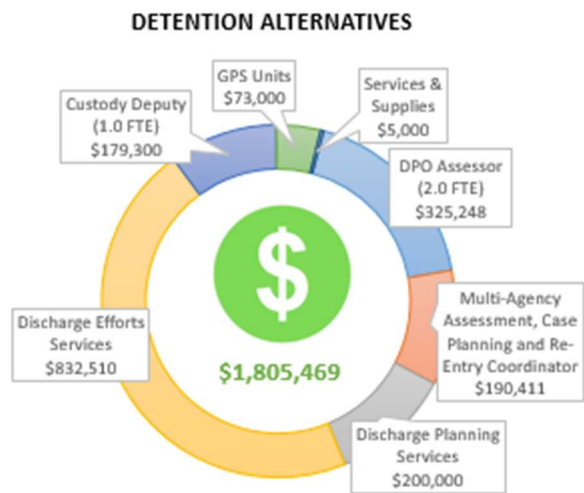 DETENTION ALTERNATIVES
GPS Units
$73,000
Services &
Supplies
$5,000
Custody Deputy
(1.0 FTE)
$179,300
DPO Assessor
(2.0 FTE)
$325,248
$
Multi-Agency
Assessment, Case
Planning and Re-
Entry Coordinator
$190,411
Discharge Efforts
Services
$832,510
$1,805,469
Discharge Planning
Services
$200,000